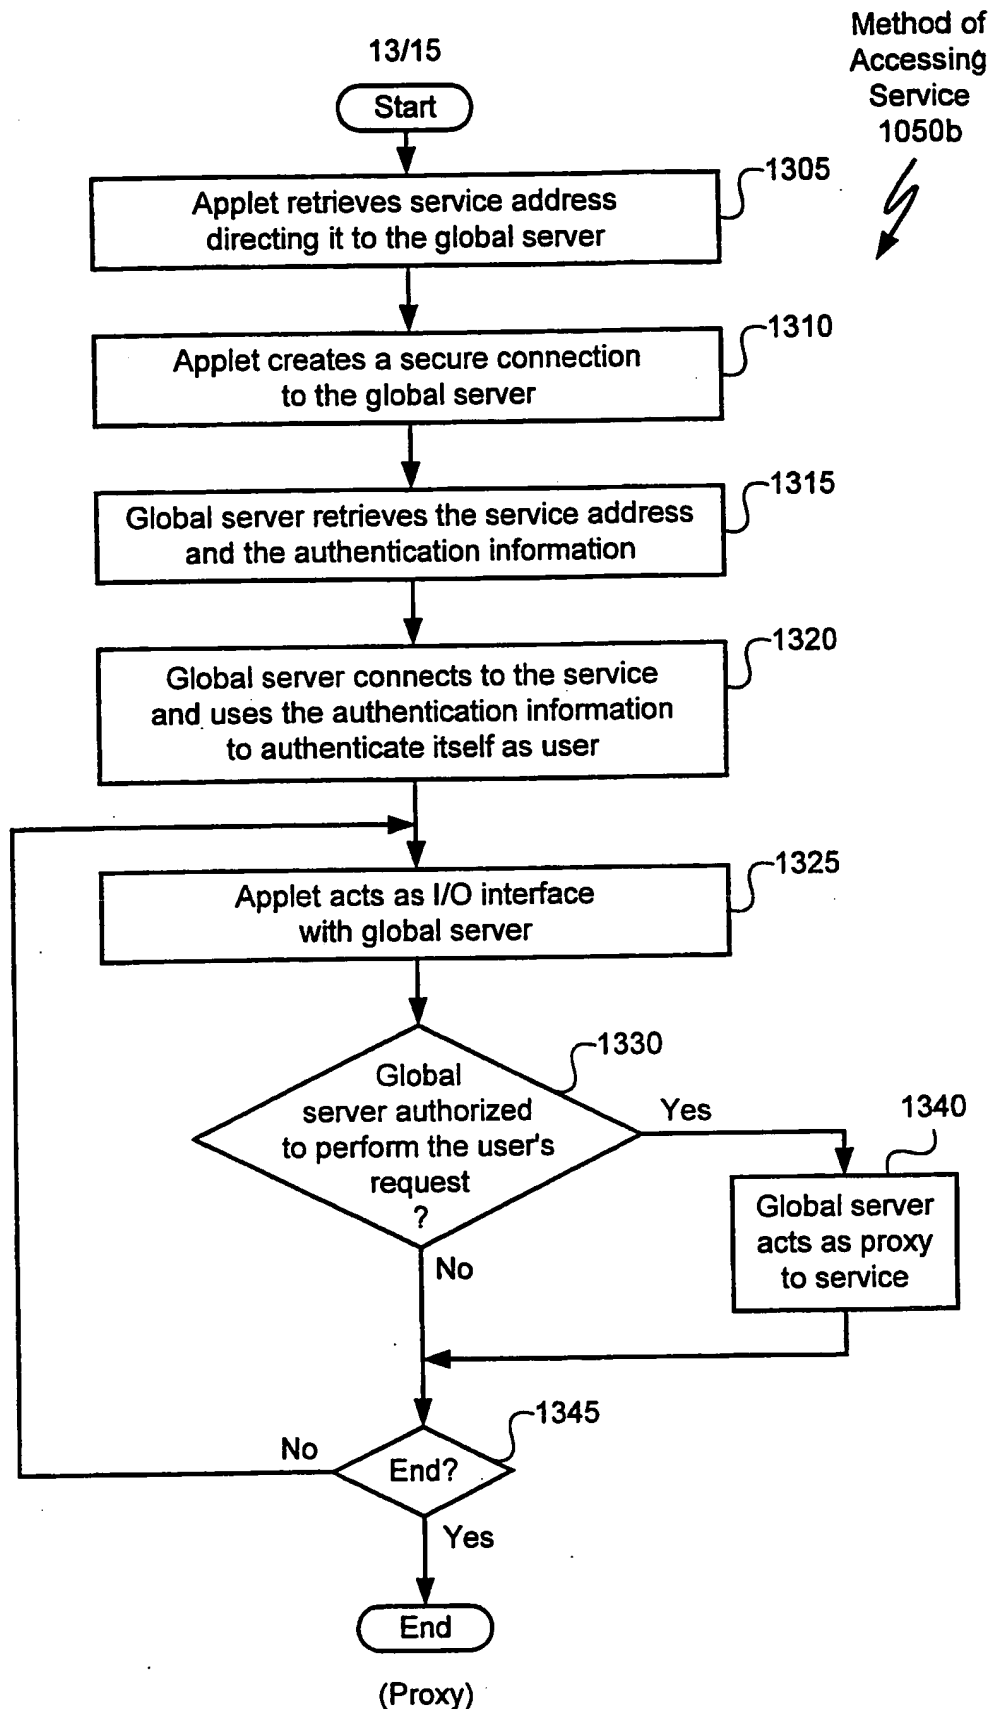 13/15
Method of
Accessing
Service
1050b
Start
1305
Applet retrieves service address
directing it to the global server
1310
Applet creates a secure connection
to the global server
1315
Global server retrieves the service address
and the authentication information
1320
Global server connects to the service
and uses the authentication information
to authenticate itself as user
1325
Applet acts as I/O interface
with global server
1330
Global
server authorized
to perform the user's
request
?
Yes
1340
Global server
acts as proxy
to service
No
1345
No
End?
Yes
End
(Proxy)